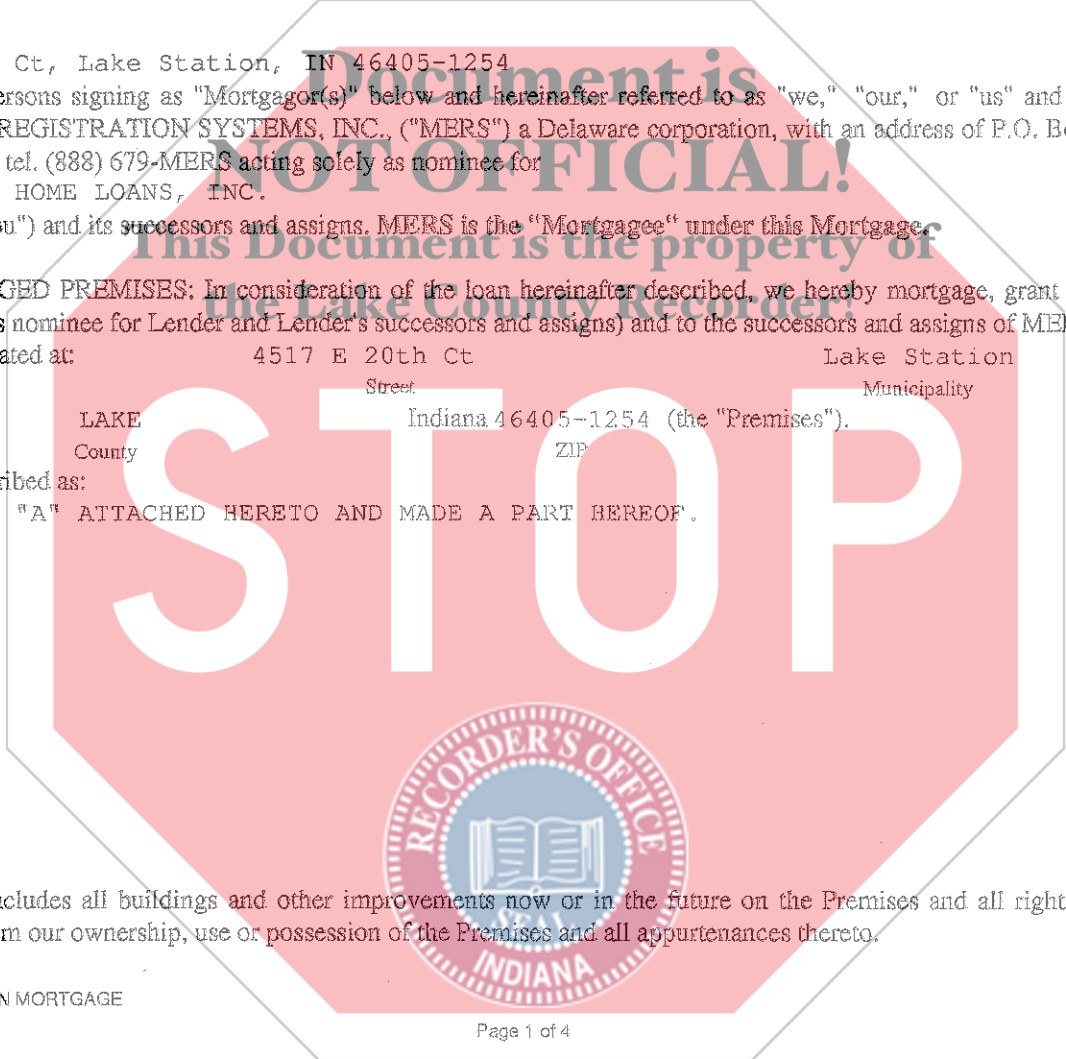 Ct, Lake Station, IN 46405-1254
Document is
ersons signing as "Mortgagor(s)" below and hereinafter referred to as "we," "our," or "us" and
REGISTRATION SYSTEMS, INC., ("MERS") a Delaware corporation, with an address of P.O. B
tel. (888) 679-MERS acting solely as nominee for
NOT OFFICIAL!
HOME LOANS, INC.
u") and its successors and assigns. MERS is the "Mortgagee" under this Mortgage.
This Document is the property of
GED PREMISES: In consideration of the loan hereinafter described, we hereby mortgage, grant
the Lake County Recorder!
s nominee for Lender and Lender's successors and assigns) and to the successors and assigns of ME
ated at: 4517 E 20th Ct Lake Station
Street Municipality
LAKE Indiana 46405-1254 (the "Premises").
County ZIP
ribed as:
"A" ATTACHED HERETO AND MADE A PART HEREOF.
STOP
RECORDER'S OFFICE
cludes all buildings and other improvements now or in the future on the Premises and all right
SEAL
m our ownership, use or possession of the Premises and all appurtenances thereto.
INDIANA
N MORTGAGE
Page 1 of 4